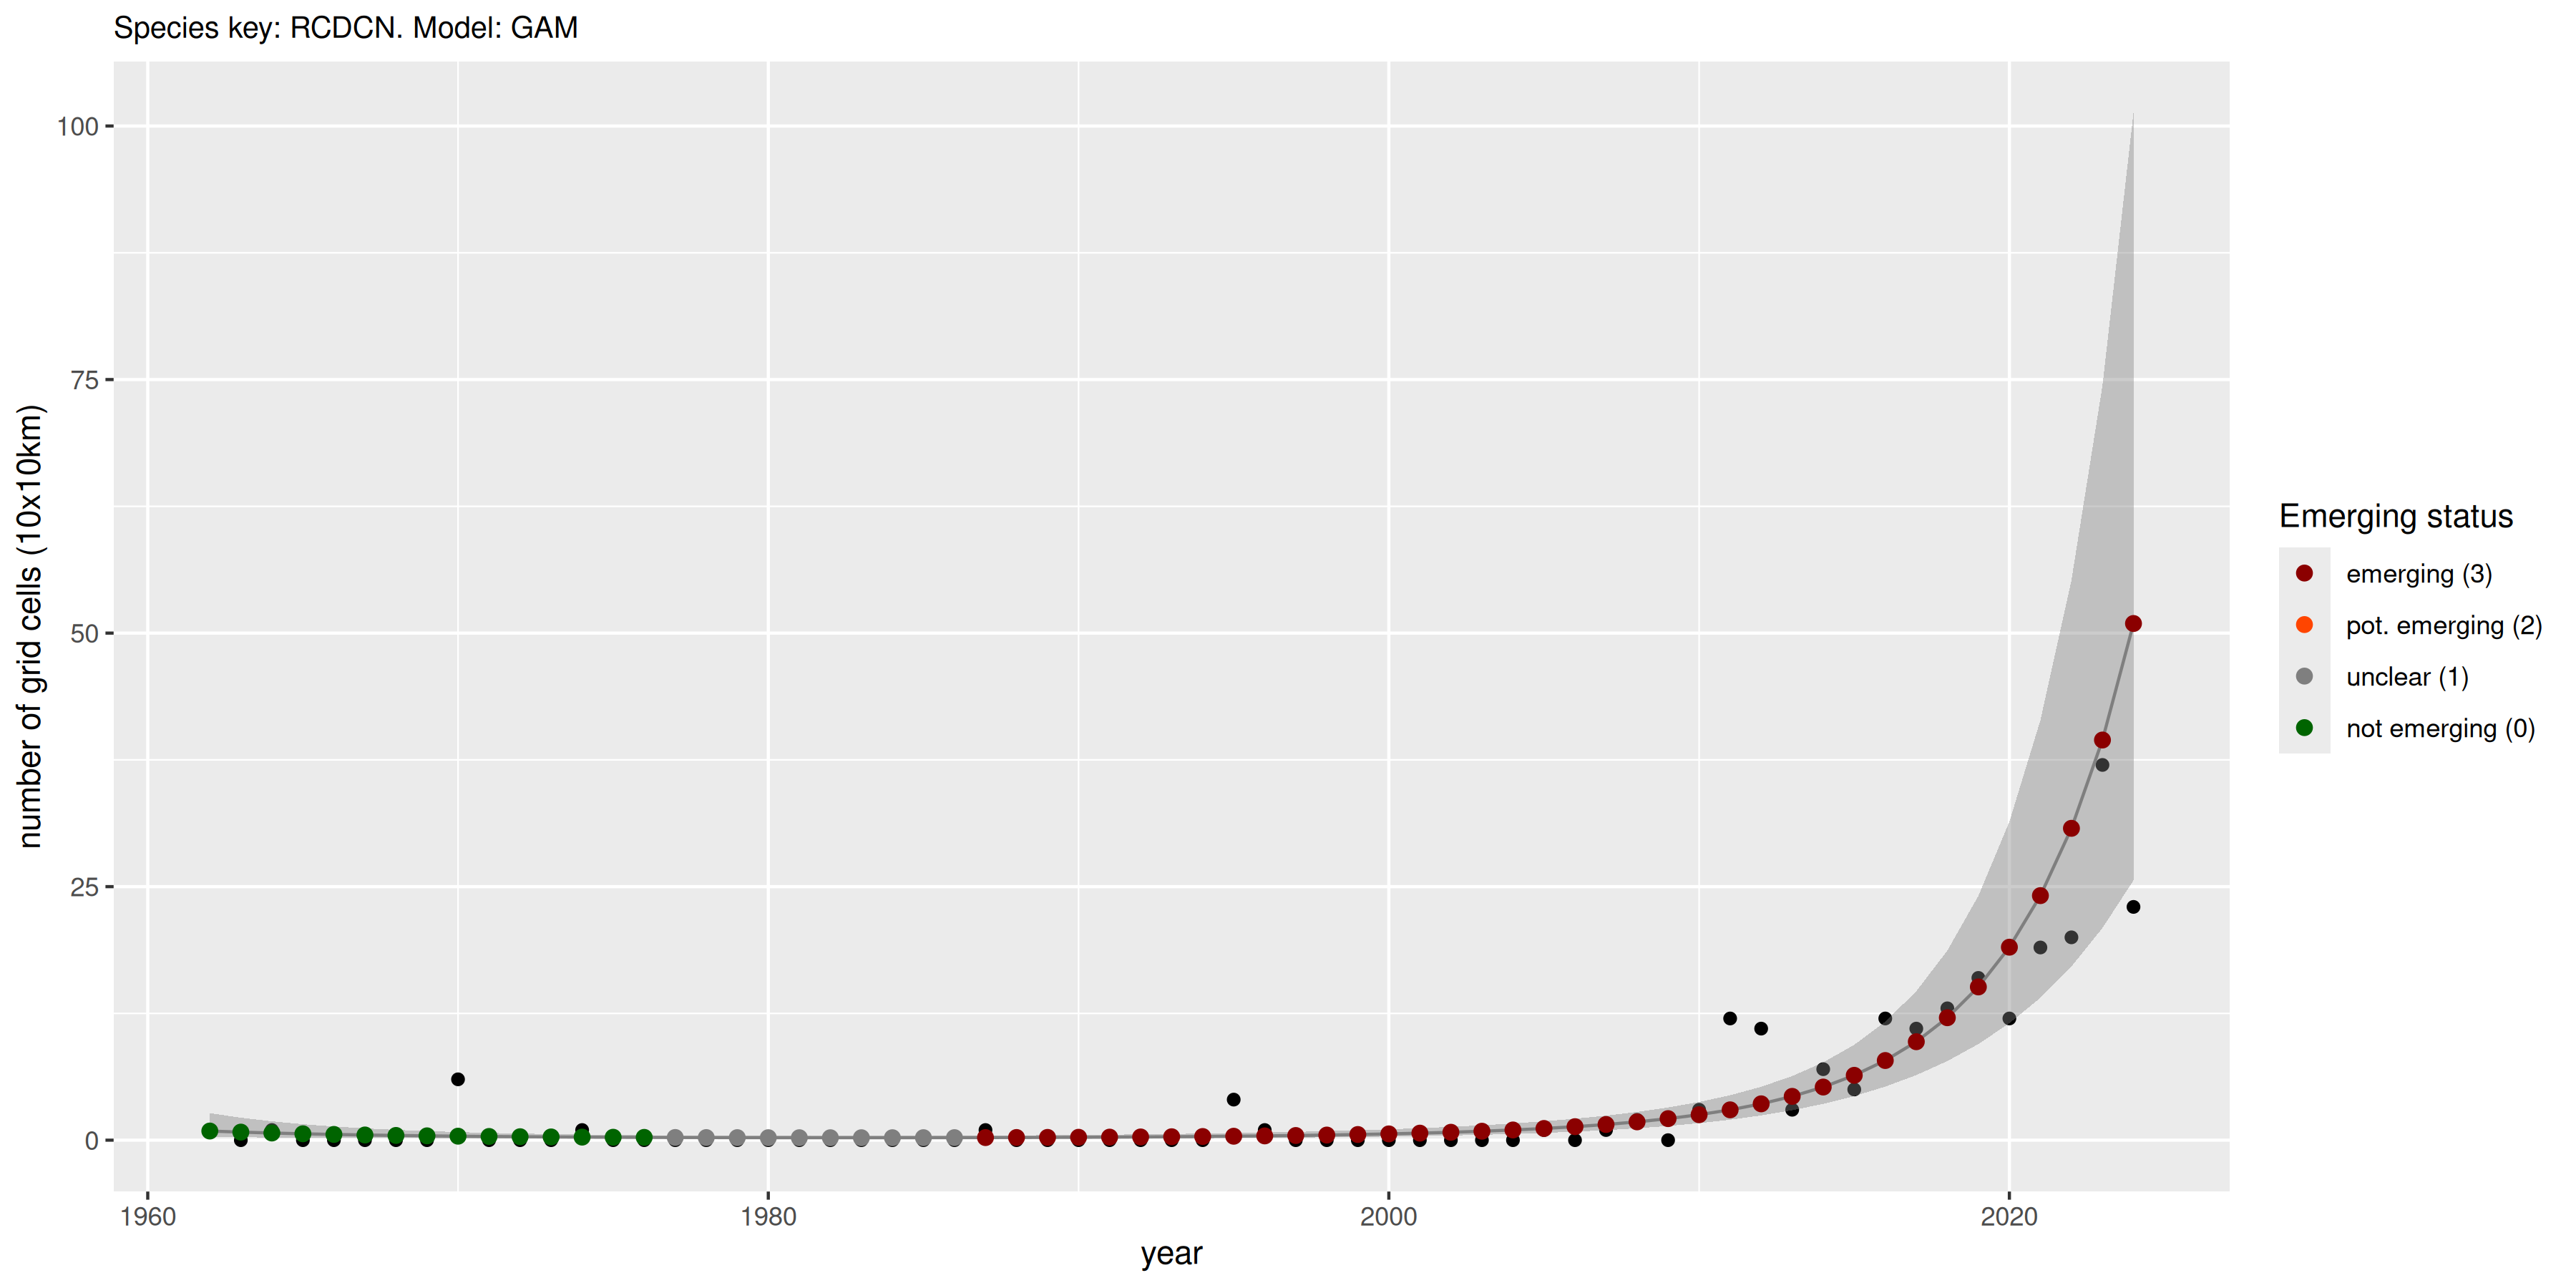 Species key: RCDCN. Model: GAM
100
75
50
25
0
number of grid cells (10x10km)
1960
1980
2000
2020
year
Emerging status
emerging (3)
pot. emerging (2)
unclear (1)
not emerging (0)